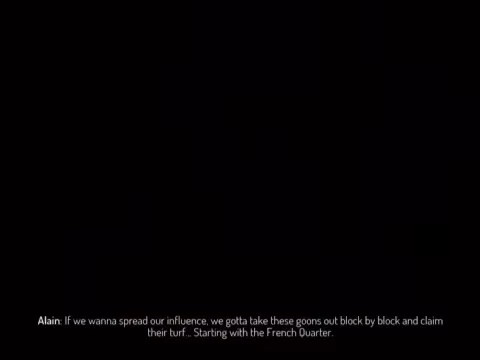 Alain: If we wanna spread our influence, we gotta take these goons out block by block and claim
their turf... Starting with the French Quarter.